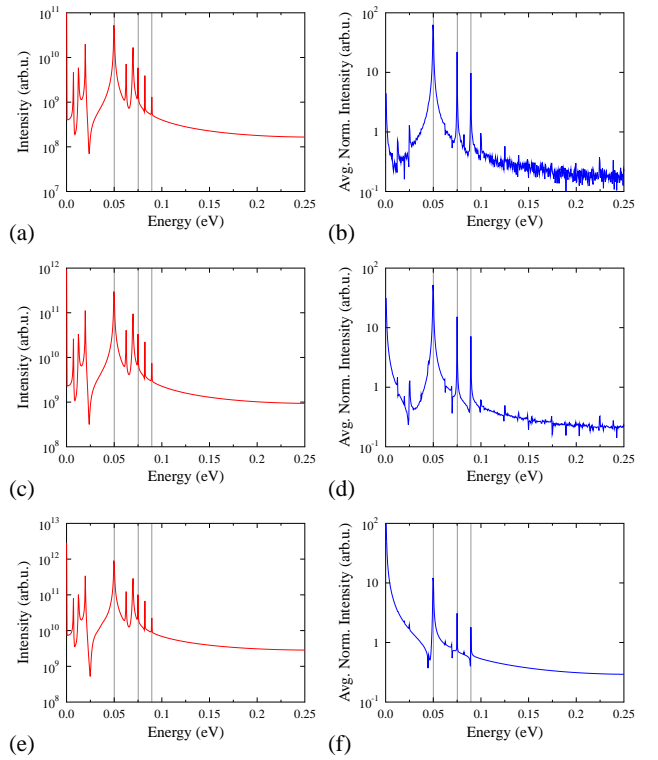 10^11
10^10
10^9
10^8
10^7
Intensity (arb.u.)
0.0 0.05 0.1 0.15 0.2 0.25
Energy (eV)
(a)
10^2
10
1
10^-1
Avg. Norm. Intensity (arb.u.)
0.0 0.05 0.1 0.15 0.2 0.25
Energy (eV)
(b)
10^12
10^11
10^10
10^9
10^8
Intensity (arb.u.)
0.0 0.05 0.1 0.15 0.2 0.25
Energy (eV)
(c)
10^2
10
1
10^-1
Avg. Norm. Intensity (arb.u.)
0.0 0.05 0.1 0.15 0.2 0.25
Energy (eV)
(d)
10^13
10^12
10^11
10^10
10^9
10^8
Intensity (arb.u.)
0.0 0.05 0.1 0.15 0.2 0.25
Energy (eV)
(e)
10^2
10
1
10^-1
Avg. Norm. Intensity (arb.u.)
0.0 0.05 0.1 0.15 0.2 0.25
Energy (eV)
(f)